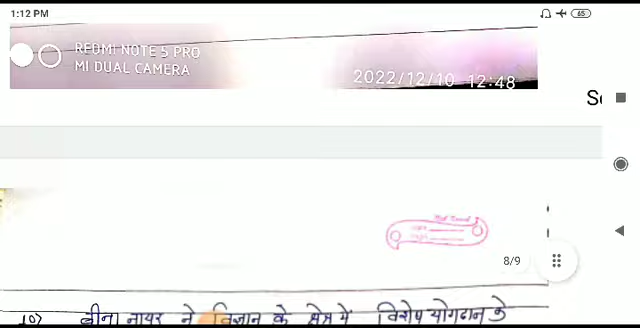 1:12 PM
65
REDMI NOTE 5 PRO
MI DUAL CAMERA
2022/12/10 12:48
8/9
10) बीना नायर ने विज्ञान के क्षेत्र में विशेष योगदान के